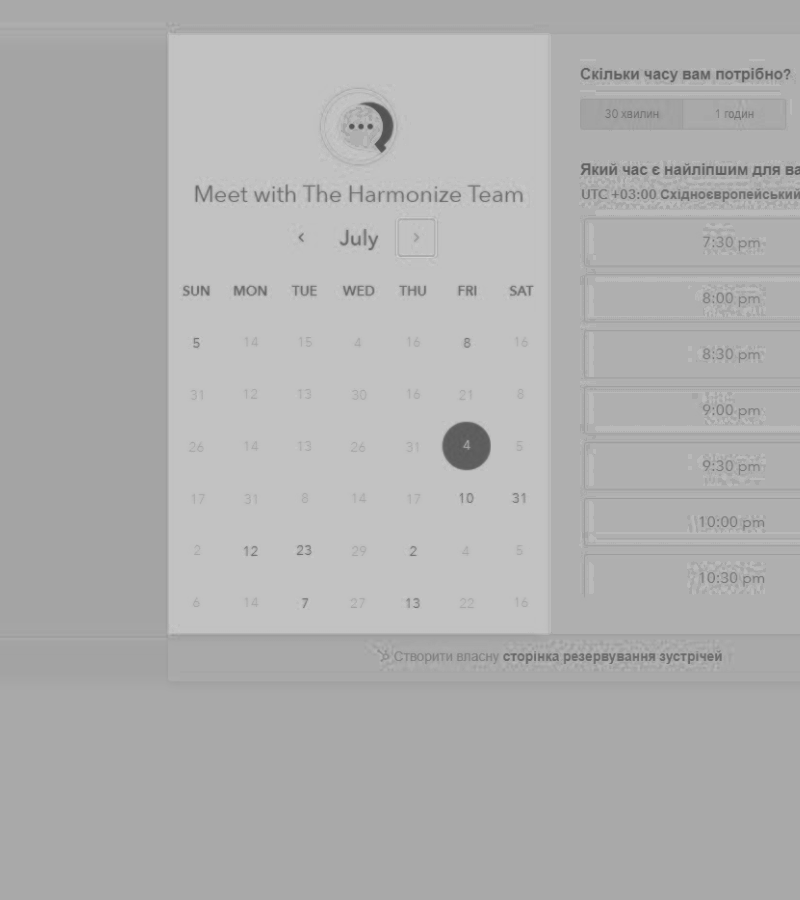 Meet with The Harmonize Team
July
SUN MON TUE WED THU FRI SAT
5 14 15 4 16 8 16
31 12 13 30 16 21 8
26 14 13 26 31 4 5
17 31 8 14 17 10 31
2 12 23 29 2 4 5
6 14 7 27 13 22 16
Скільки часу вам потрібно?
30 хвилин 1 годин
Який час є найліпшим для ва
UTC +03:00 Східноєвропейський
7:30 pm
8:00 pm
8:30 pm
9:00 pm
9:30 pm
10:00 pm
10:30 pm
Створити власну сторінка резервування зустрічей